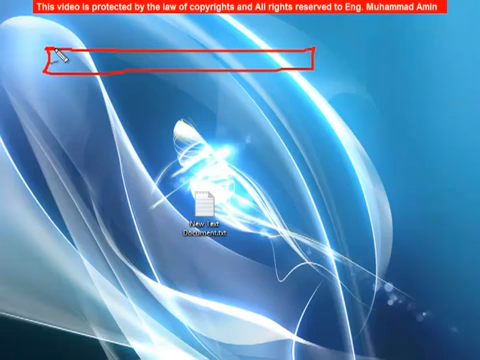 This video is protected by the law of copyrights and All rights reserved to Eng. Muhammad Amin
New Text
Document.txt